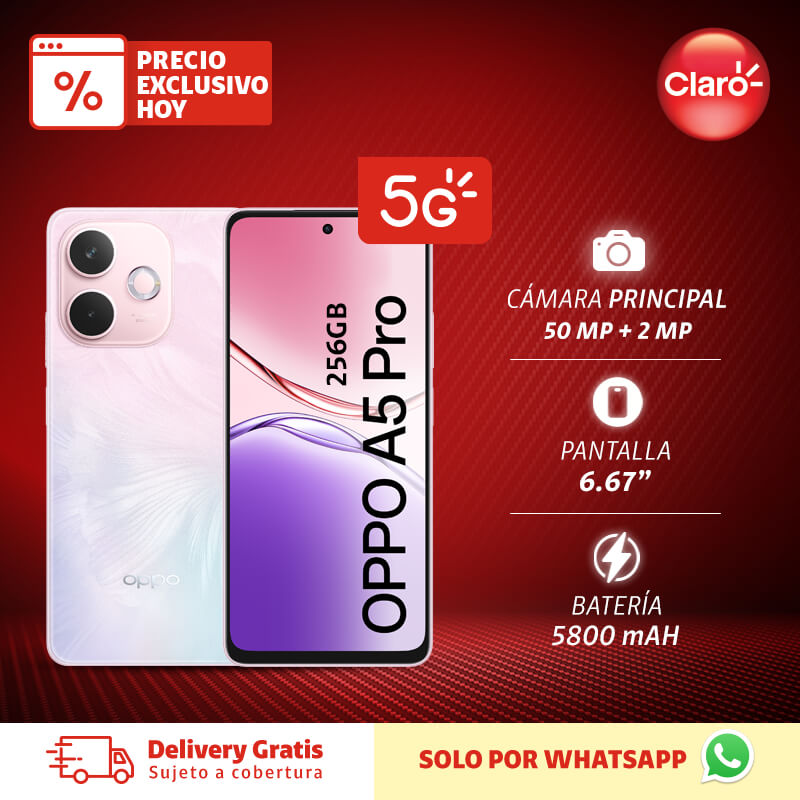 %
PRECIO
EXCLUSIVO
HOY
Claro
5G
256GB
OPPO A5 Pro
oppo
CÁMARA PRINCIPAL
50 MP + 2 MP
PANTALLA
6.67”
BATERÍA
5800 mAH
Delivery Gratis
Sujeto a cobertura
SOLO POR WHATSAPP